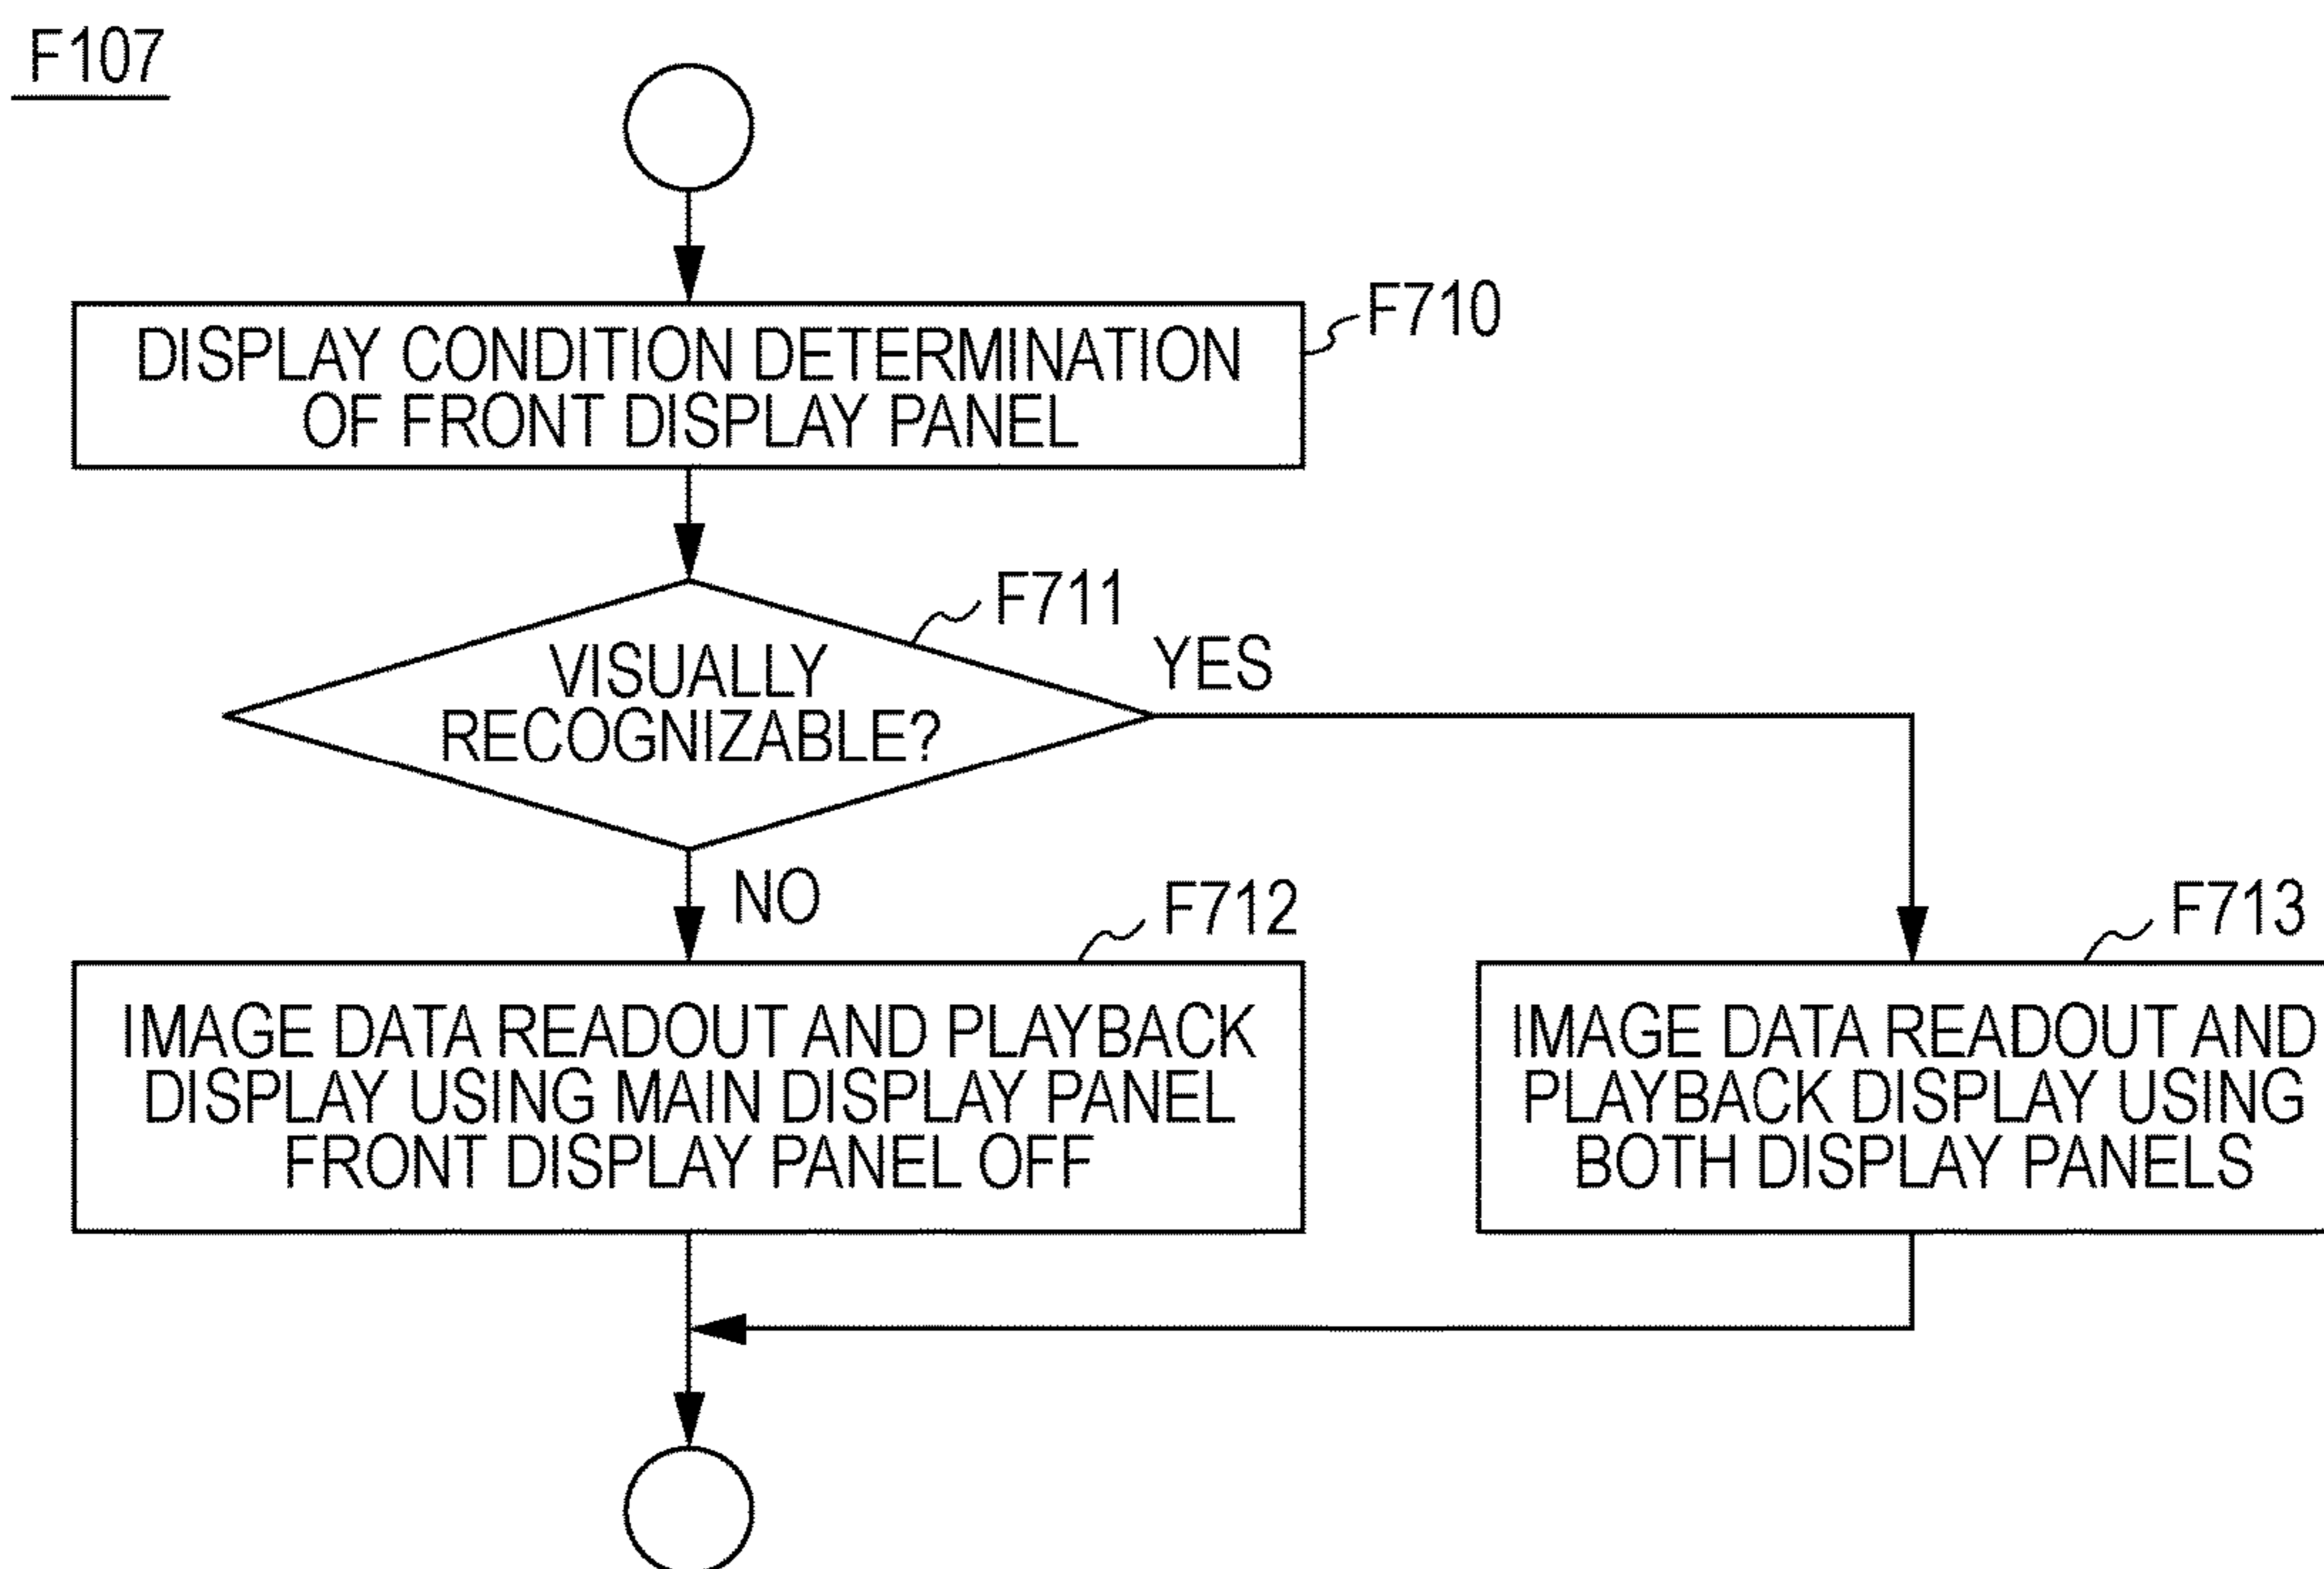 F107
DISPLAY CONDITION DETERMINATION
OF FRONT DISPLAY PANEL
F710
VISUALLY
RECOGNIZABLE?
F711
YES
NO
F712
IMAGE DATA READOUT AND PLAYBACK
DISPLAY USING MAIN DISPLAY PANEL
FRONT DISPLAY PANEL OFF
F713
IMAGE DATA READOUT AND
PLAYBACK DISPLAY USING
BOTH DISPLAY PANELS